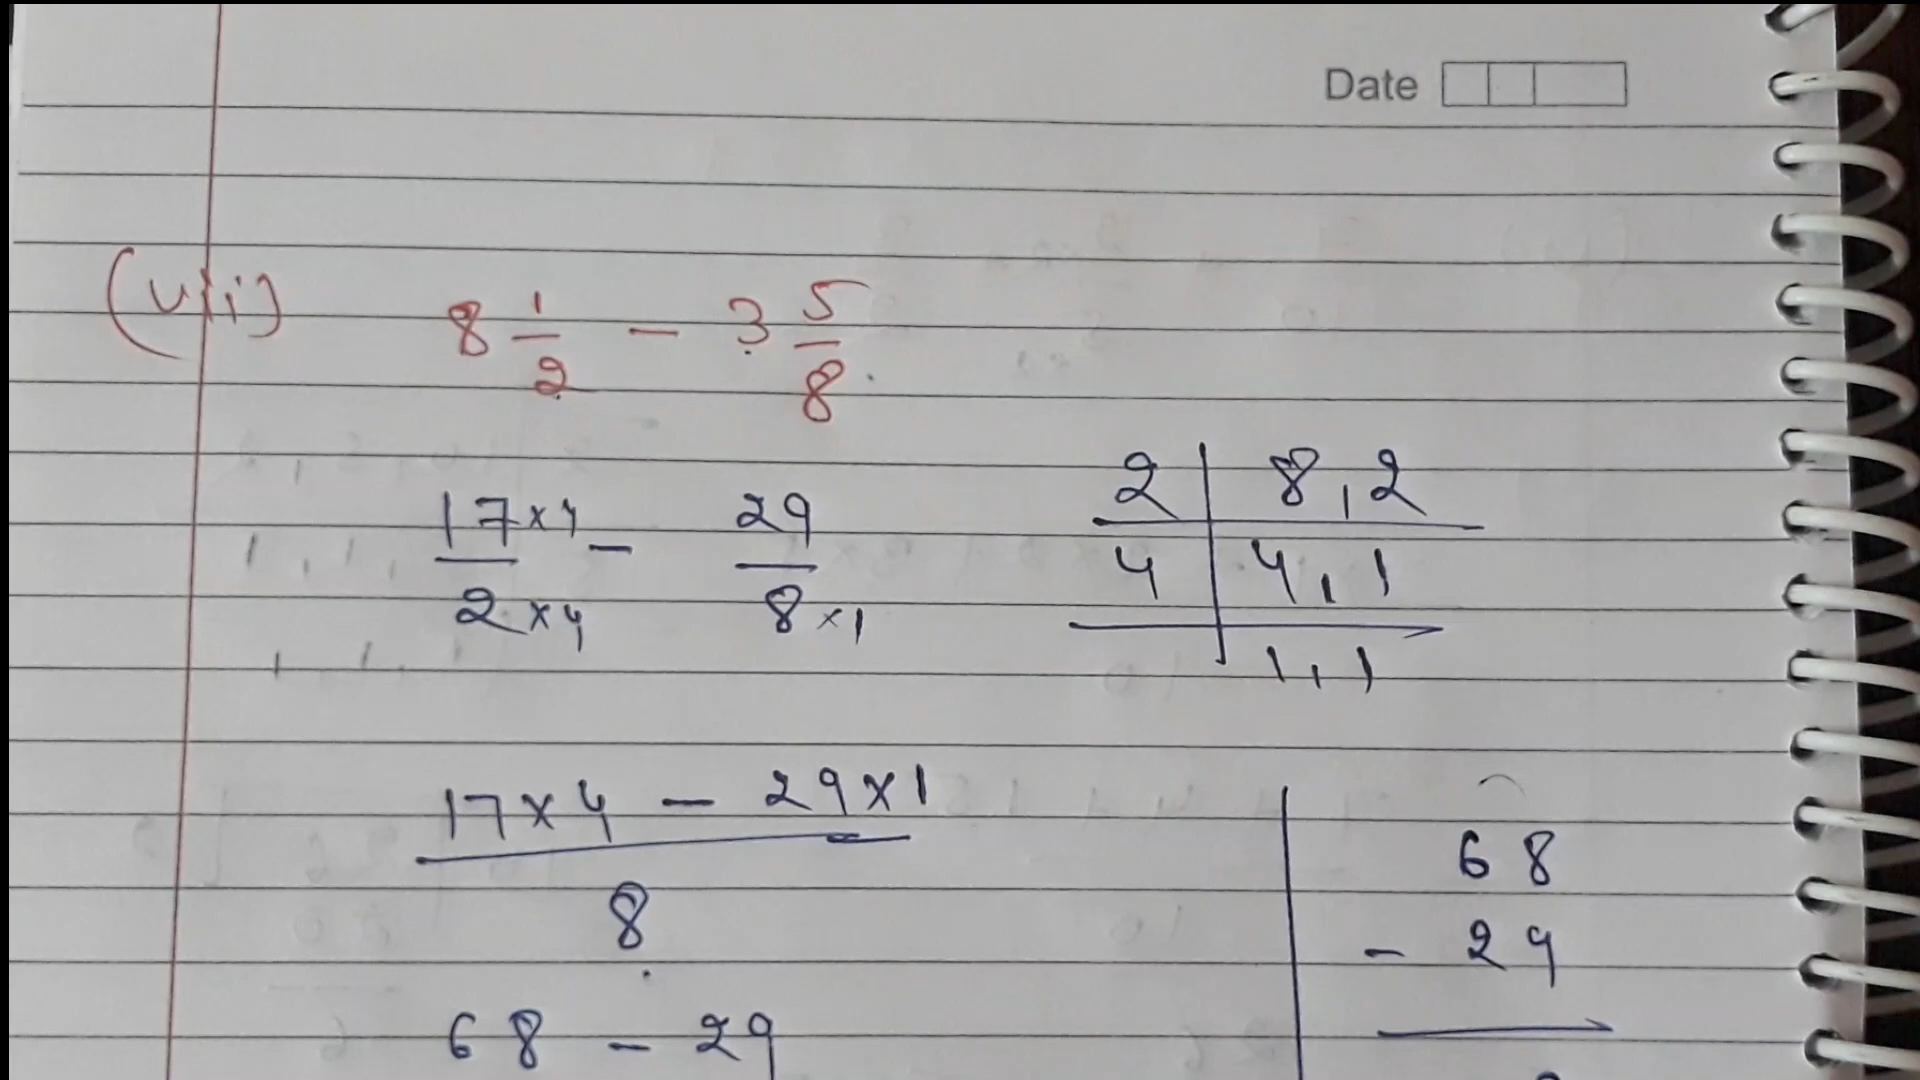 Date
(viii) 8 1/2 - 3 5/8
17×4/2×4 - 29/8×1
2 | 8, 2
4 | 4, 1
1, 1
17×4 - 29×1
8
68 - 29
68
- 29